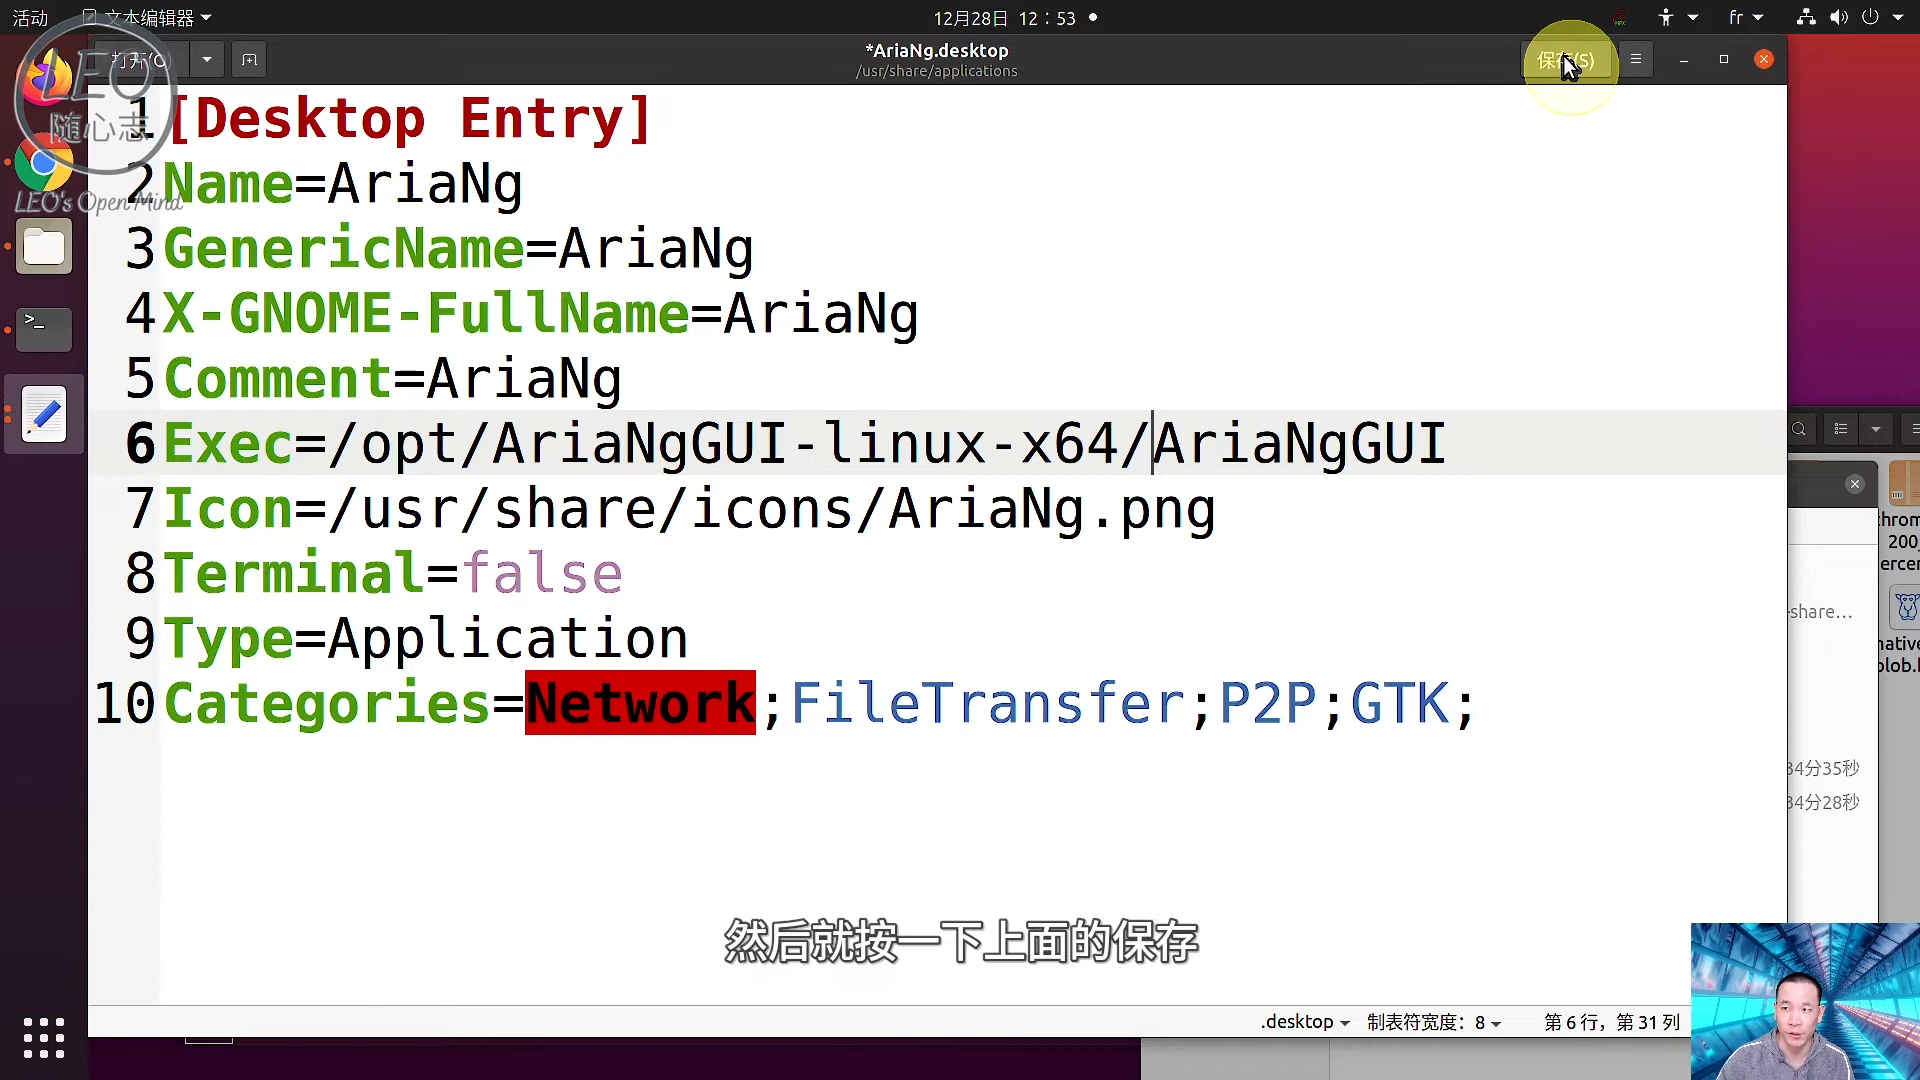 活动
文本编辑器
12月28日 12：53
fr
打开(O)
*AriaNg.desktop
/usr/share/applications
保存(S)
LEO
随心志
LEO's Open Mind
1 [Desktop Entry]
2 Name=AriaNg
3 GenericName=AriaNg
4 X-GNOME-FullName=AriaNg
5 Comment=AriaNg
6 Exec=/opt/AriaNgGUI-linux-x64/AriaNgGUI
7 Icon=/usr/share/icons/AriaNg.png
8 Terminal=false
9 Type=Application
10 Categories=Network;FileTransfer;P2P;GTK;
200
-share…
34分35秒
34分28秒
然后就按一下上面的保存
.desktop
制表符宽度：8
第 6 行，第 31 列